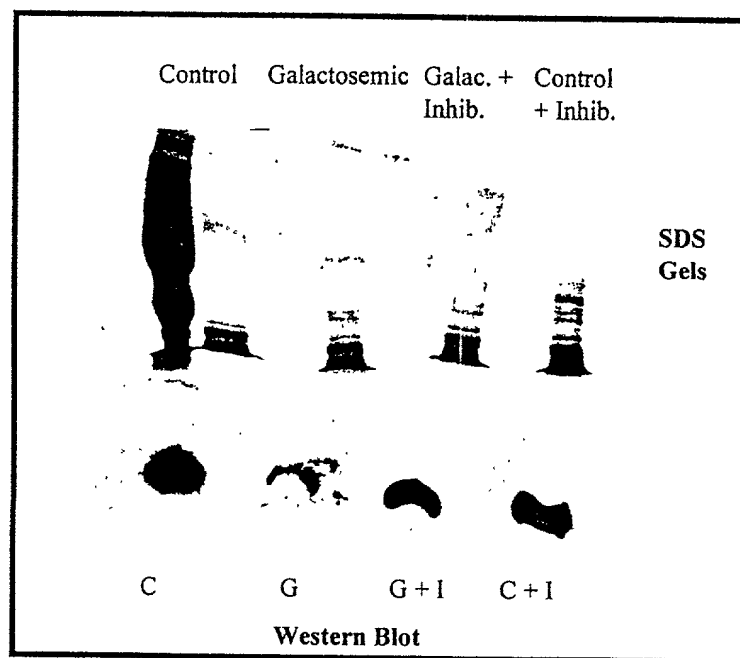 Control Galactosemic Galac. + Control
Inhib. + Inhib.
SDS
Gels
C G G + I C + I
Western Blot